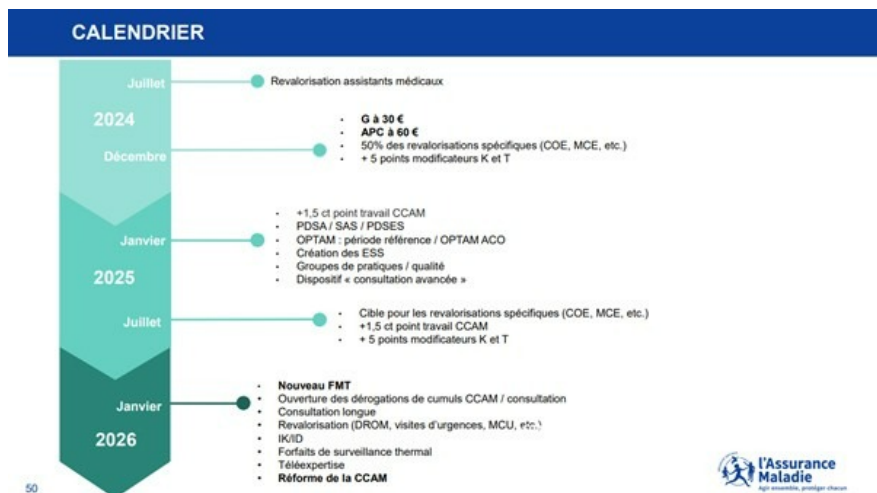 CALENDRIER
Juillet
Revalorisation assistants médicaux
2024
Décembre
• G à 30 €
• APC à 60 €
• 50% des revalorisations spécifiques (COE, MCE, etc.)
• + 5 points modificateurs K et T
Janvier
• +1,5 ct point travail CCAM
• PDSA / SAS / PDSES
• OPTAM : période référence / OPTAM ACO
• Création des ESS
• Groupes de pratiques / qualité
• Dispositif « consultation avancée »
2025
Juillet
• Cible pour les revalorisations spécifiques (COE, MCE, etc.)
• +1,5 ct point travail CCAM
• + 5 points modificateurs K et T
Janvier
• Nouveau FMT
• Ouverture des dérogations de cumuls CCAM / consultation
• Consultation longue
• Revalorisation (DROM, visites d'urgences, MCU, etc.)
• IK/ID
• Forfaits de surveillance thermal
• Téléexpertise
• Réforme de la CCAM
2026
50
l'Assurance
Maladie
Agir ensemble, protéger chacun